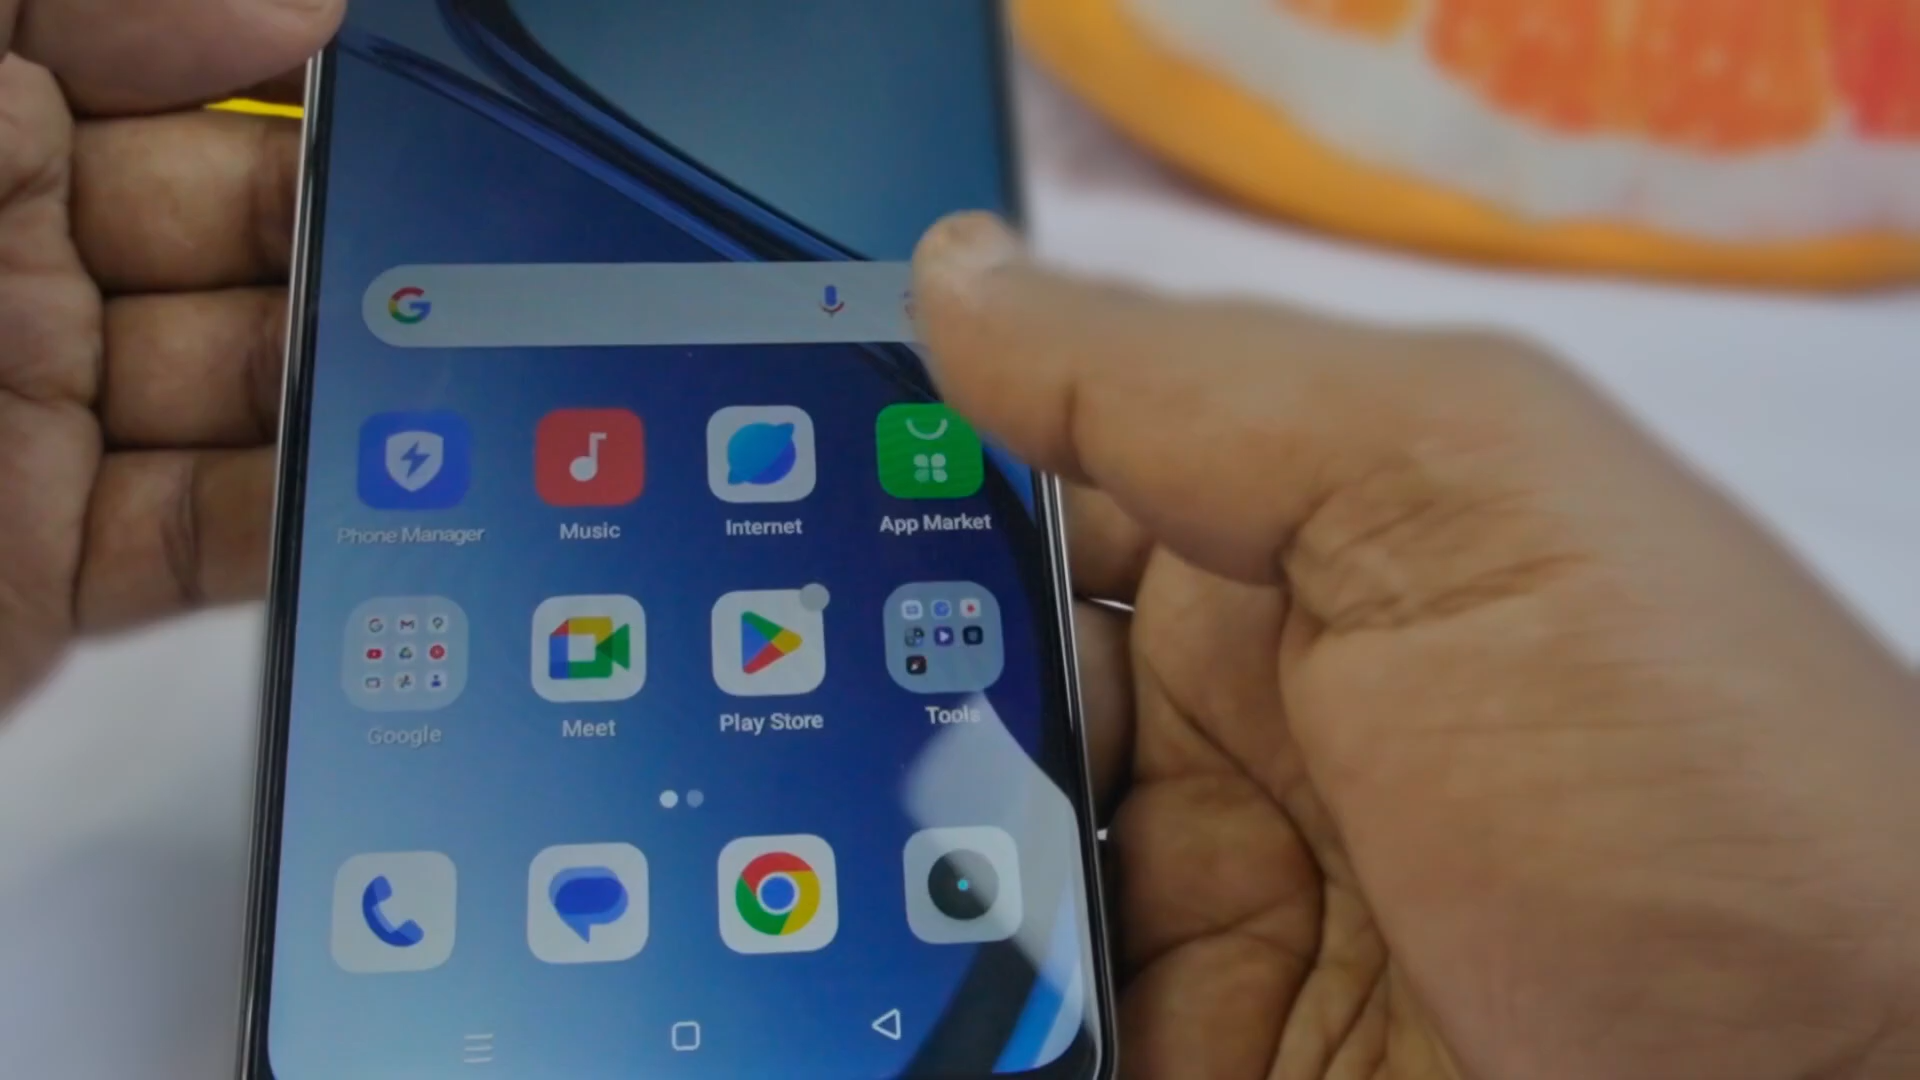 Phone Manager
Music
Internet
App Market
Google
Meet
Play Store
Tools